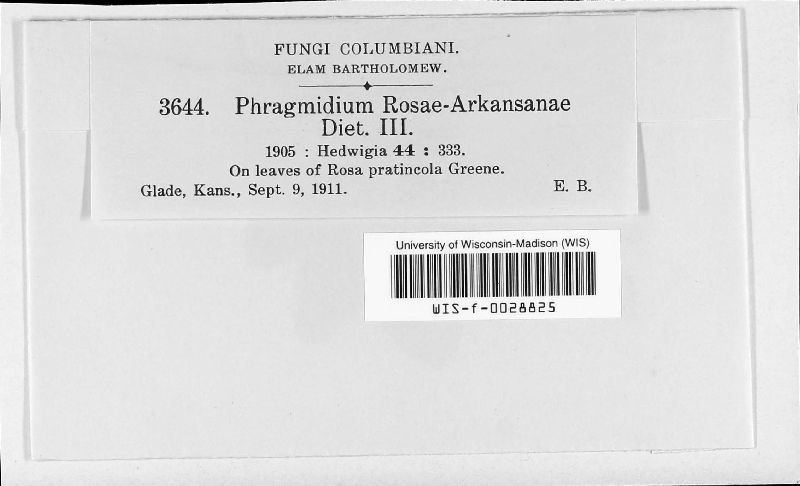 FUNGI COLUMBIANI.
ELAM BARTHOLOMEW.
3644. Phragmidium Rosae-Arkansanae
Diet. III.
1905 : Hedwigia 44 : 333.
On leaves of Rosa pratincola Greene.
Glade, Kans., Sept. 9, 1911. E. B.
University of Wisconsin-Madison (WIS)
WIS-f-0028825